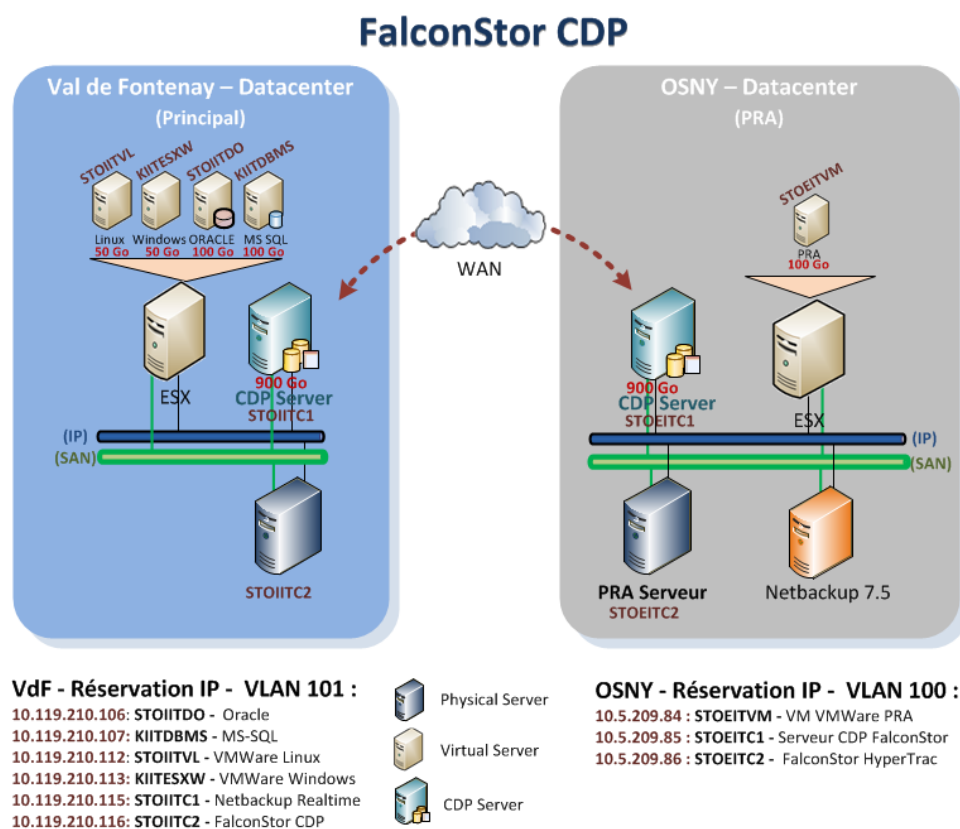 FalconStor CDP
Val de Fontenay – Datacenter
(Principal)
STOIITVL
KIITESXW
STOIITDO
KIITDBMS
Linux
50 Go
Windows
50 Go
ORACLE
100 Go
MS SQL
100 Go
ESX
900 Go
CDP Server
STOIITC1
(IP)
(SAN)
STOIITC2
WAN
OSNY – Datacenter
(PRA)
STOEITVM
PRA
100 Go
900 Go
CDP Server
STOEITC1
ESX
(IP)
(SAN)
PRA Serveur
STOEITC2
Netbackup 7.5
VdF - Réservation IP - VLAN 101 :
10.119.210.106: STOIITDO - Oracle
10.119.210.107: KIITDBMS - MS-SQL
10.119.210.112: STOIITVL - VMWare Linux
10.119.210.113: KIITESXW - VMWare Windows
10.119.210.115: STOIITC1 - Netbackup Realtime
10.119.210.116: STOIITC2 - FalconStor CDP
Physical Server
Virtual Server
CDP Server
OSNY - Réservation IP - VLAN 100 :
10.5.209.84 : STOEITVM - VM VMWare PRA
10.5.209.85 : STOEITC1 - Serveur CDP FalconStor
10.5.209.86 : STOEITC2 - FalconStor HyperTrac